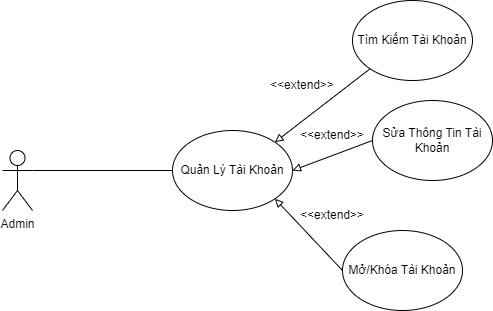 Tìm Kiếm Tài Khoản
<<extend>>
<<extend>>
Sửa Thông Tin Tài
Khoản
Quản Lý Tài Khoản
<<extend>>
Admin
Mở/Khóa Tài Khoản